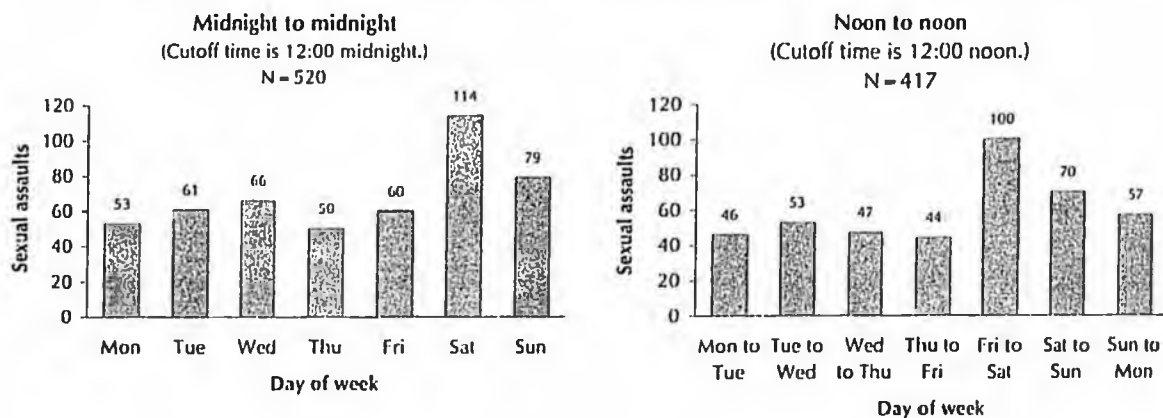 Midnight to midnight
(Cutoff time is 12:00 midnight.)
N = 520
Sexual assaults
120
100
80
60
40
20
0
53
61
66
50
60
114
79
Mon
Tue
Wed
Thu
Fri
Sat
Sun
Day of week
Noon to noon
(Cutoff time is 12:00 noon.)
N = 417
Sexual assaults
120
100
80
60
40
20
0
46
53
47
44
100
70
57
Mon to
Tue
Tue to
Wed
Wed
to Thu
Thu to
Fri
Fri to
Sat
Sat to
Sun
Sun to
Mon
Day of week